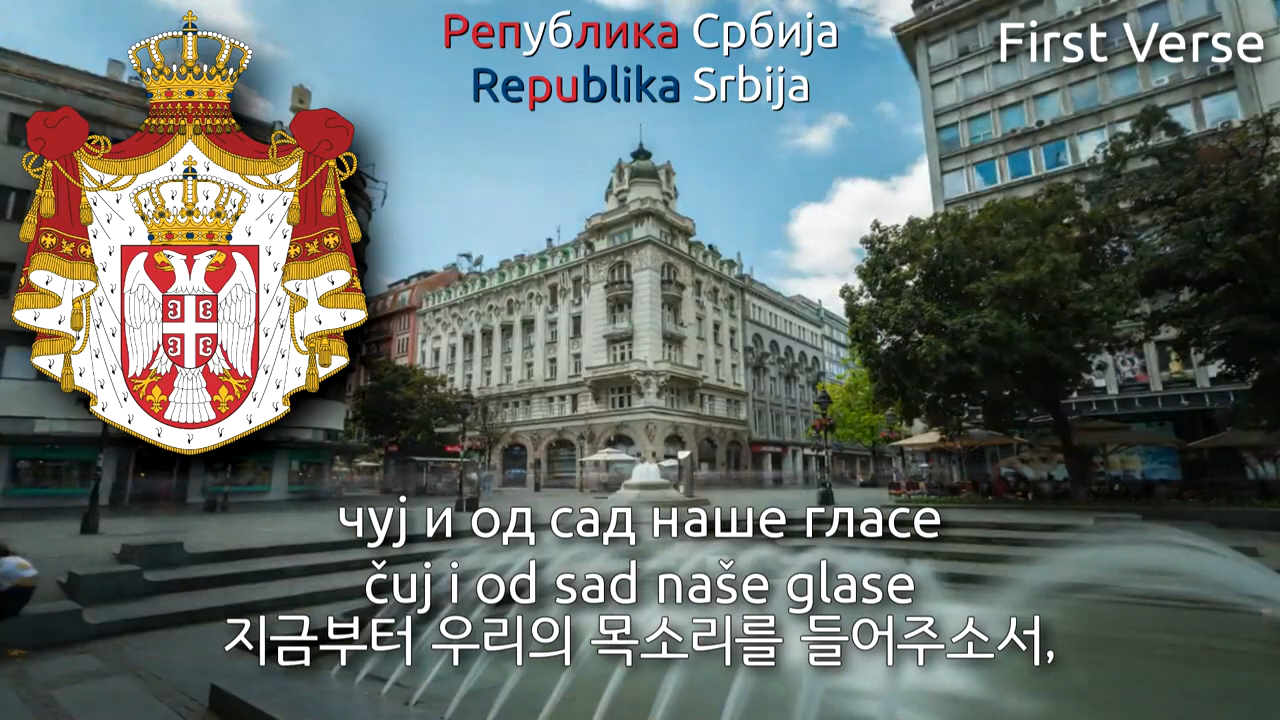 Република Србија
Republika Srbija
First Verse
чуј и од сад наше гласе
čuj i od sad naše glase
지금부터 우리의 목소리를 들어주소서,